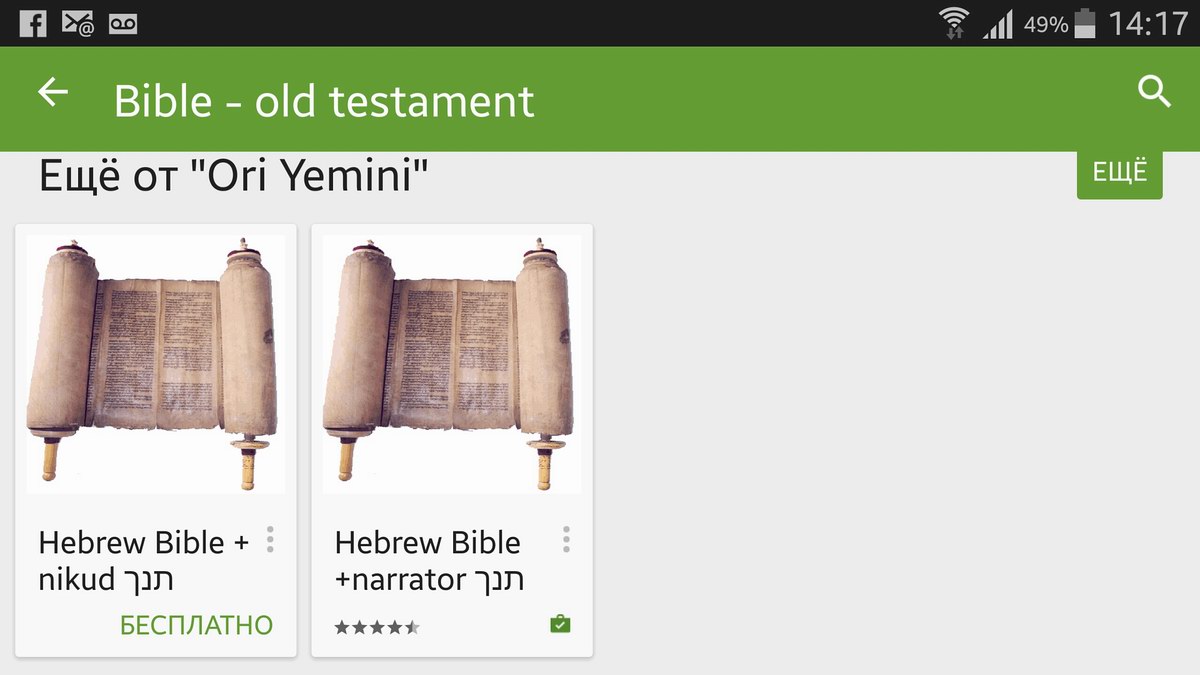 49% 14:17
Bible - old testament
Ещё от "Ori Yemini"
ЕЩЁ
Hebrew Bible +
nikud תנך
БЕСПЛАТНО
Hebrew Bible
+narrator תנך